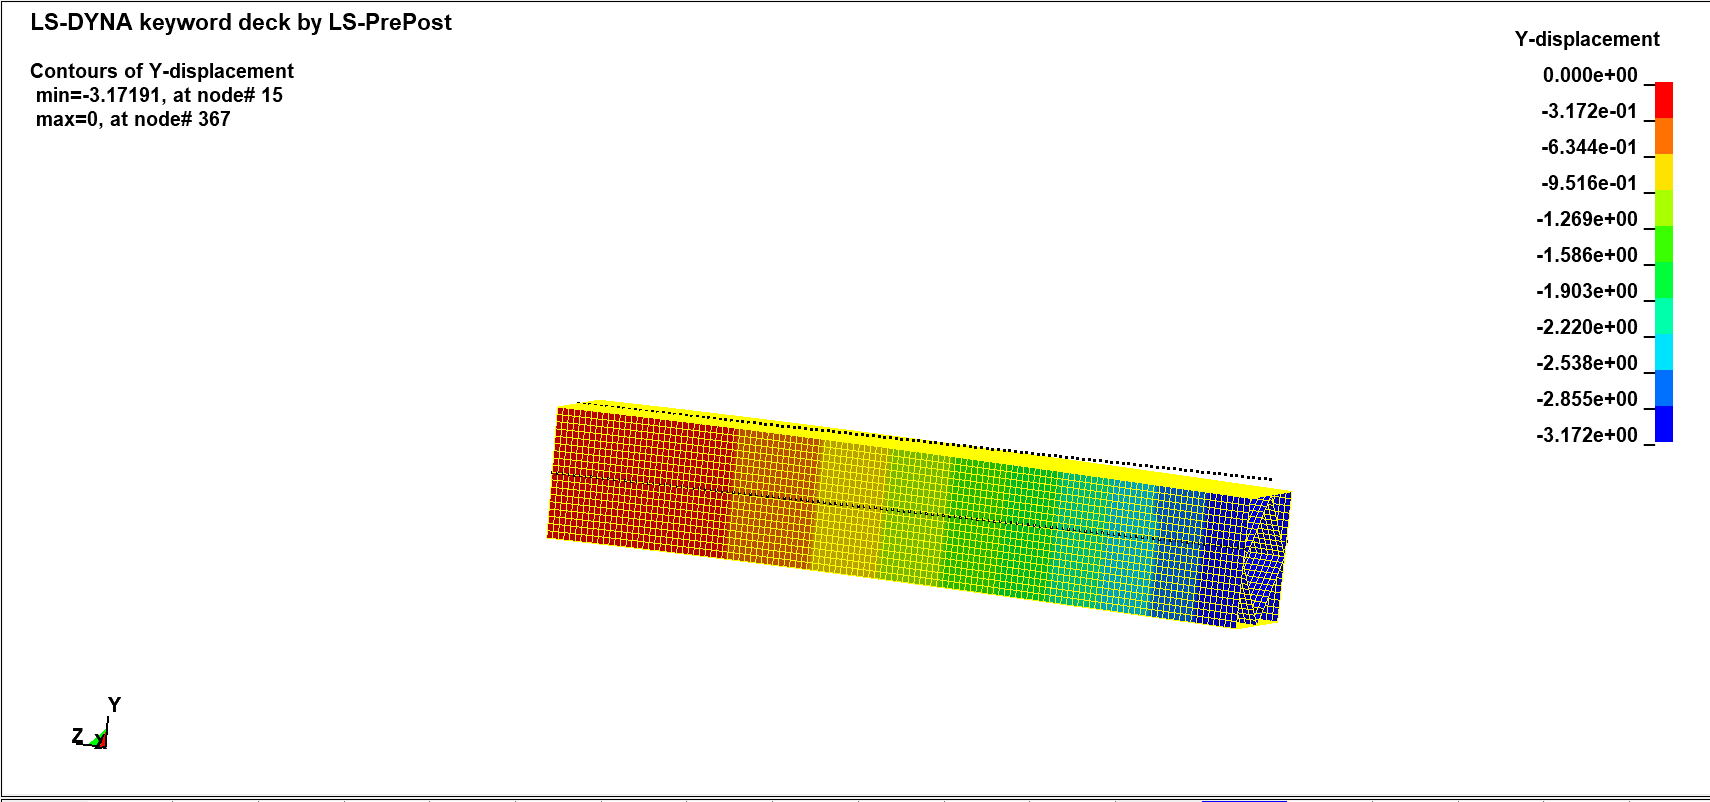 LS-DYNA keyword deck by LS-PrePost
Contours of Y-displacement
min=-3.17191, at node# 15
max=0, at node# 367
Y-displacement
0.000e+00
-3.172e-01
-6.344e-01
-9.516e-01
-1.269e+00
-1.586e+00
-1.903e+00
-2.220e+00
-2.538e+00
-2.855e+00
-3.172e+00
Y
Z X